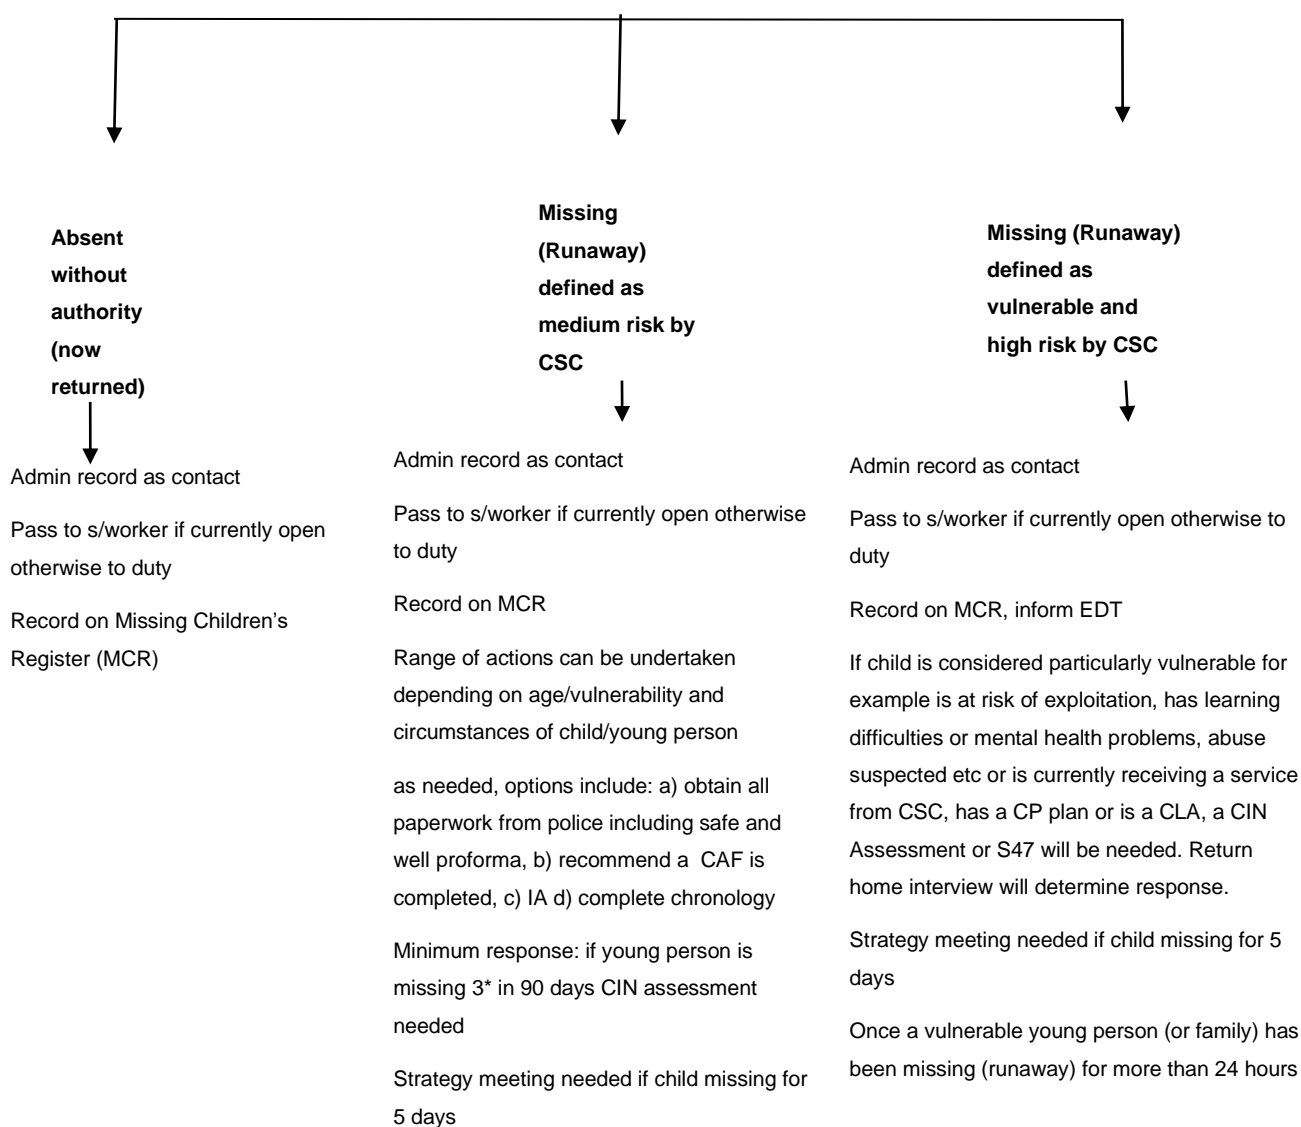 Absent
without
authority
(now
returned)
Admin record as contact
Pass to s/worker if currently open
otherwise to duty
Record on Missing Children’s
Register (MCR)
Missing
(Runaway)
defined as
medium risk by
CSC
Admin record as contact
Pass to s/worker if currently open otherwise
to duty
Record on MCR
Range of actions can be undertaken
depending on age/vulnerability and
circumstances of child/young person
as needed, options include: a) obtain all
paperwork from police including safe and
well proforma, b) recommend a CAF is
completed, c) IA d) complete chronology
Minimum response: if young person is
missing 3* in 90 days CIN assessment
needed
Strategy meeting needed if child missing for
5 days
Missing (Runaway)
defined as
vulnerable and
high risk by CSC
Admin record as contact
Pass to s/worker if currently open otherwise to
duty
Record on MCR, inform EDT
If child is considered particularly vulnerable for
example is at risk of exploitation, has learning
difficulties or mental health problems, abuse
suspected etc or is currently receiving a service
from CSC, has a CP plan or is a CLA, a CIN
Assessment or S47 will be needed. Return
home interview will determine response.
Strategy meeting needed if child missing for 5
days
Once a vulnerable young person (or family) has
been missing (runaway) for more than 24 hours